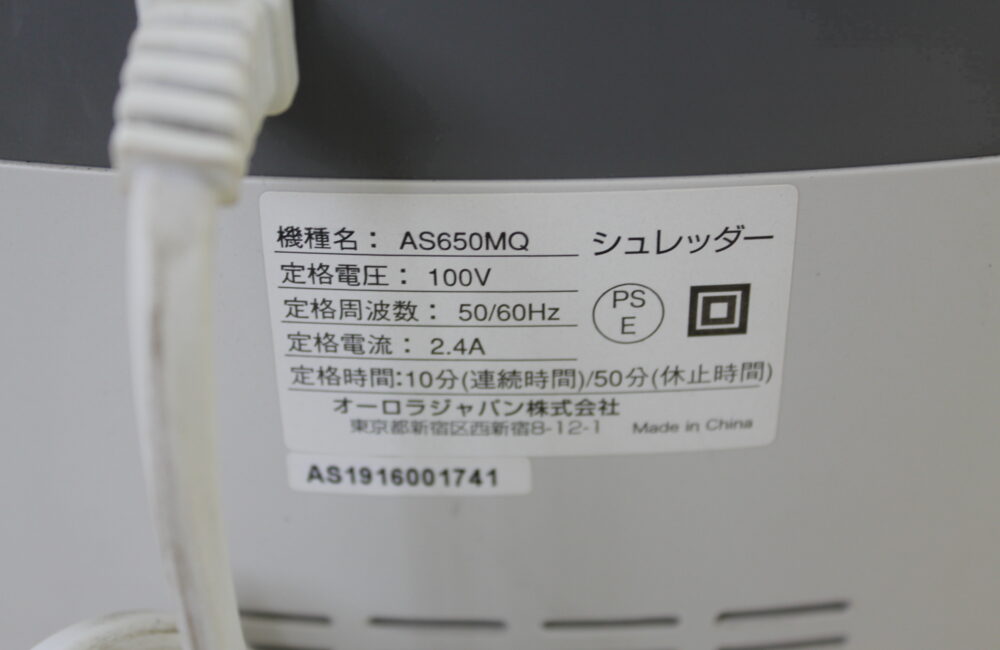 機種名： AS650MQ シュレッダー
定格電圧： 100V
定格周波数： 50/60Hz
PS
E
定格電流： 2.4A
定格時間:10分(連続時間)/50分(休止時間)
オーロラジャパン株式会社
東京都新宿区西新宿8-12-1 Made in China
AS1916001741